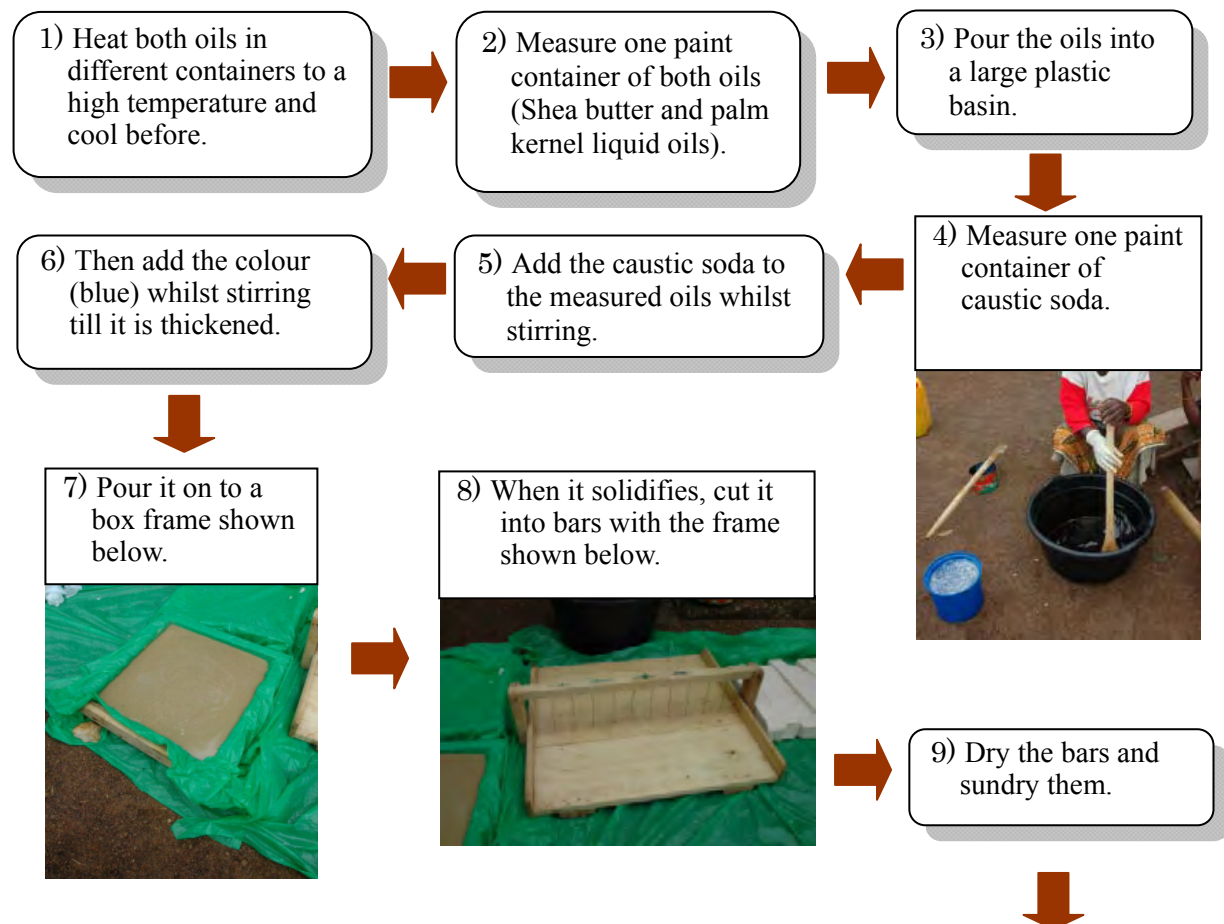 1) Heat both oils in
different containers to a
high temperature and
cool before.
2) Measure one paint
container of both oils
(Shea butter and palm
kernel liquid oils).
3) Pour the oils into
a large plastic
basin.
4) Measure one paint
container of
caustic soda.
5) Add the caustic soda to
the measured oils whilst
stirring.
6) Then add the colour
(blue) whilst stirring
till it is thickened.
7) Pour it on to a
box frame shown
below.
8) When it solidifies, cut it
into bars with the frame
shown below.
9) Dry the bars and
sundry them.